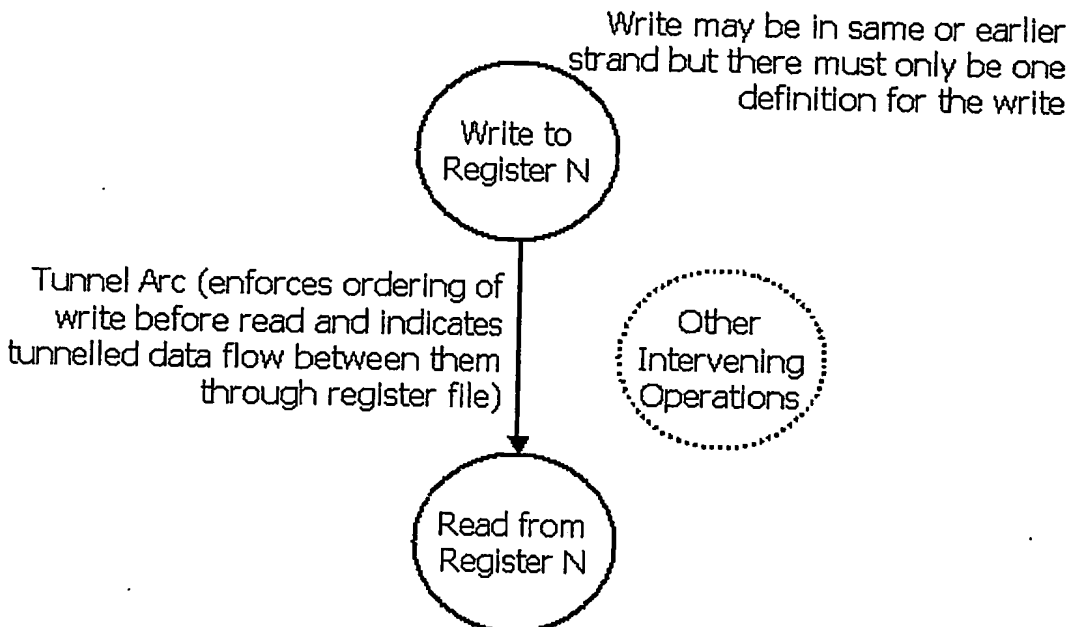 Write may be in same or earlier
strand but there must only be one
definition for the write
Write to
Register N
Tunnel Arc (enforces ordering of
write before read and indicates
tunnelled data flow between them
through register file)
Other
Intervening
Operations
Read from
Register N